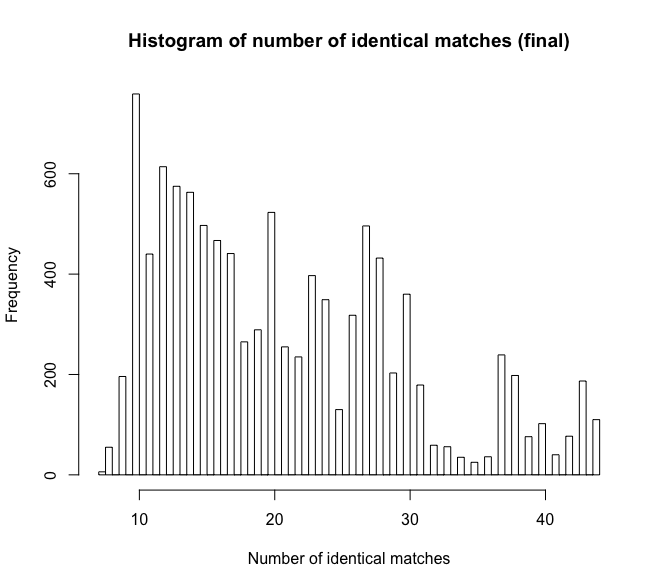 Histogram of number of identical matches (final)
Frequency
600
400
200
0
10 20 30 40
Number of identical matches